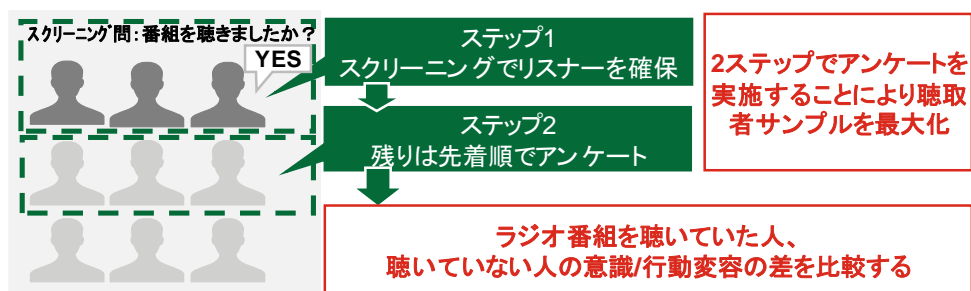 スクリーニング問：番組を聴きましたか？
YES
ステップ1
スクリーニングでリスナーを確保
ステップ2
残りは先着順でアンケート
2ステップでアンケートを
実施することにより聴取
者サンプルを最大化
ラジオ番組を聴いていた人、
聴いていない人の意識/行動変容の差を比較する